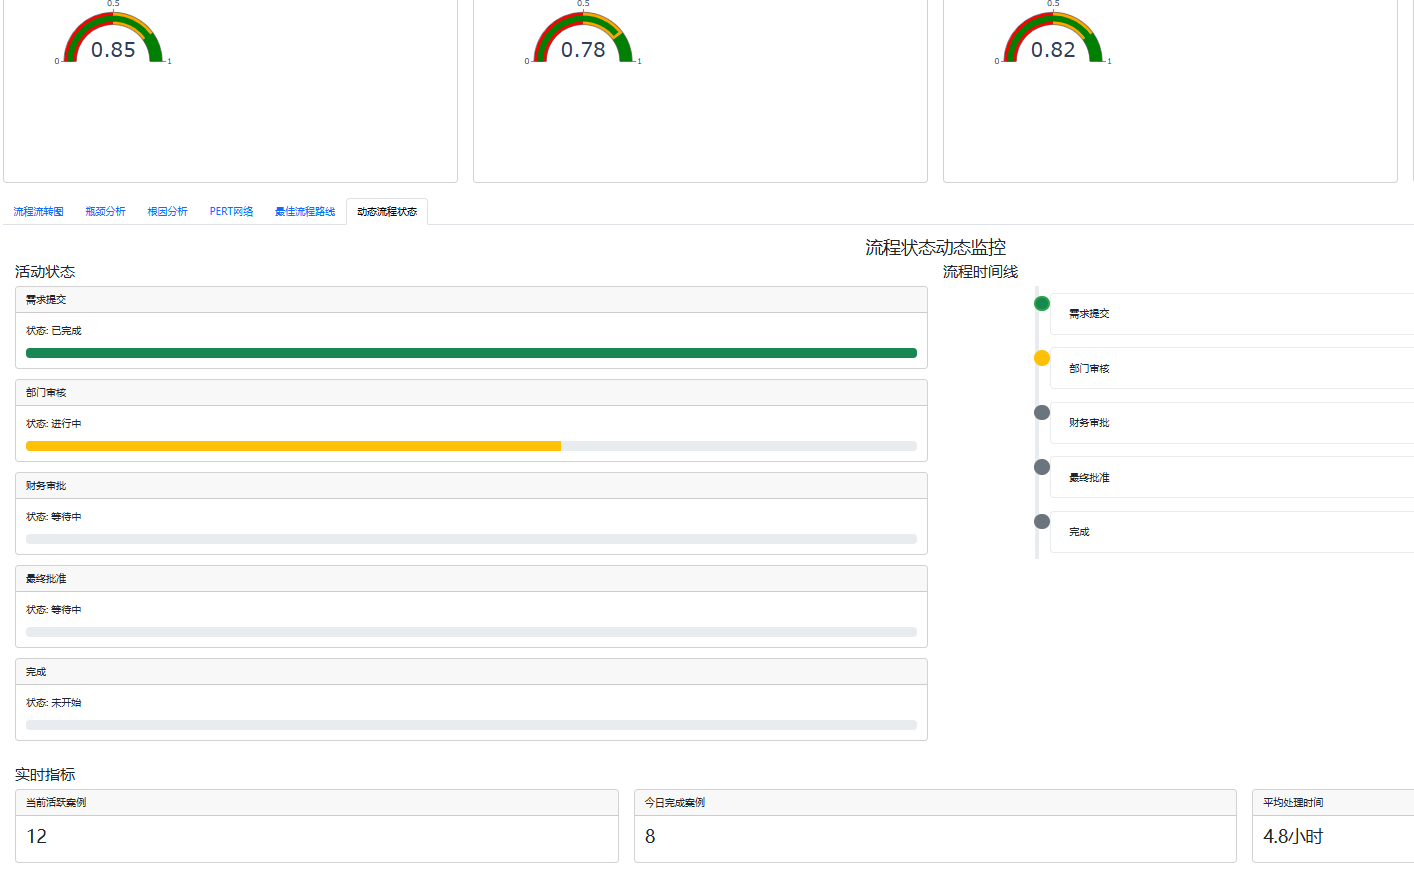 0.5
0.5
0.5
0.85
0.78
0.82
0
1
0
1
0
1
流程流转图
瓶颈分析
根因分析
PERT网络
最佳流程路线
动态流程状态
流程状态动态监控
活动状态
需求提交
状态: 已完成
部门审核
状态: 进行中
财务审批
状态: 等待中
最终批准
状态: 等待中
完成
状态: 未开始
流程时间线
需求提交
部门审核
财务审批
最终批准
完成
实时指标
当前活跃案例
12
今日完成案例
8
平均处理时间
4.8小时